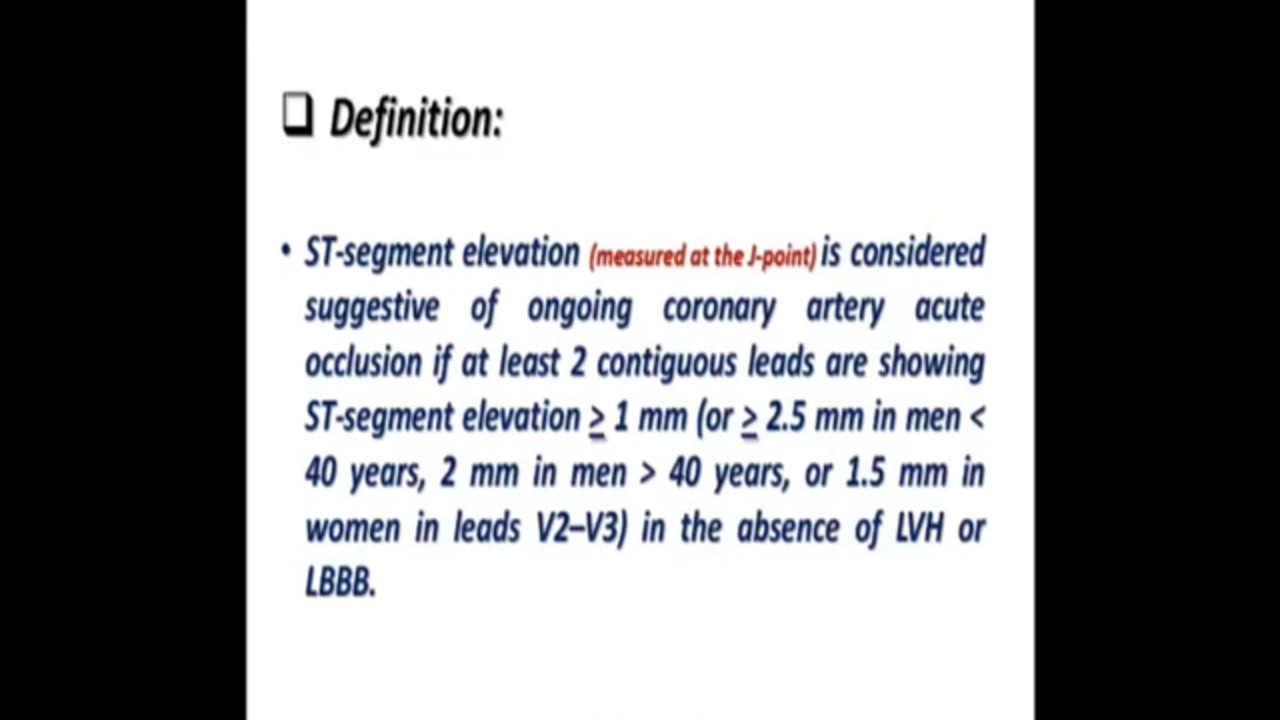 ❑ Definition:
• ST-segment elevation (measured at the J-point) is considered
suggestive of ongoing coronary artery acute
occlusion if at least 2 contiguous leads are showing
ST-segment elevation ≥ 1 mm (or ≥ 2.5 mm in men <
40 years, 2 mm in men > 40 years, or 1.5 mm in
women in leads V2–V3) in the absence of LVH or
LBBB.